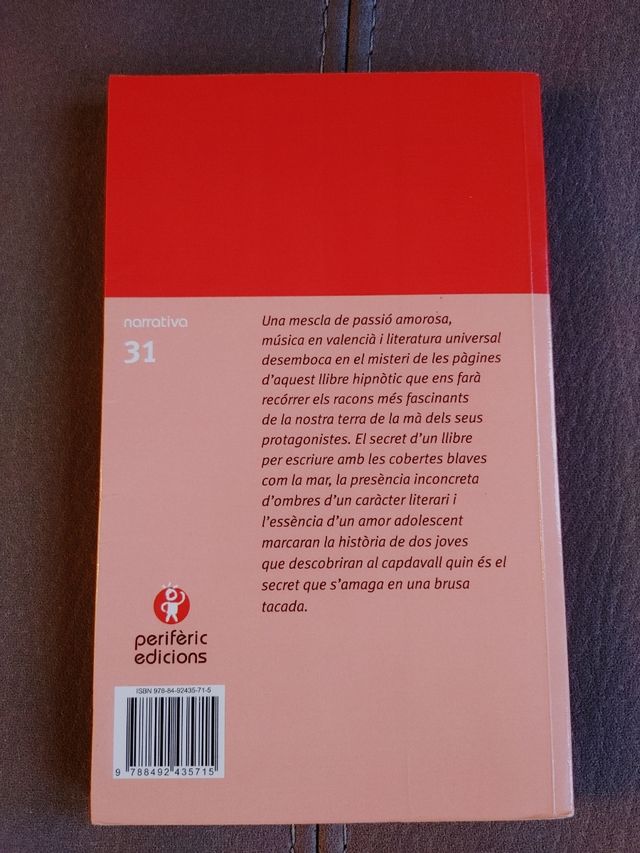 narrativa
31
Una mescla de passió amorosa,
música en valencià i literatura universal
desemboca en el misteri de les pàgines
d'aquest llibre hipnòtic que ens farà
recórrer els racons més fascinants
de la nostra terra de la mà dels seus
protagonistes. El secret d'un llibre
per escriure amb les cobertes blaves
com la mar, la presència inconcreta
d'ombres d'un caràcter literari i
l'essència d'un amor adolescent
marcaran la història de dos joves
que descobriran al capdavall quin és el
secret que s'amaga en una brusa
tacada.
perifèric
edicions
ISBN 978-84-92435-71-5
9 788492 435715